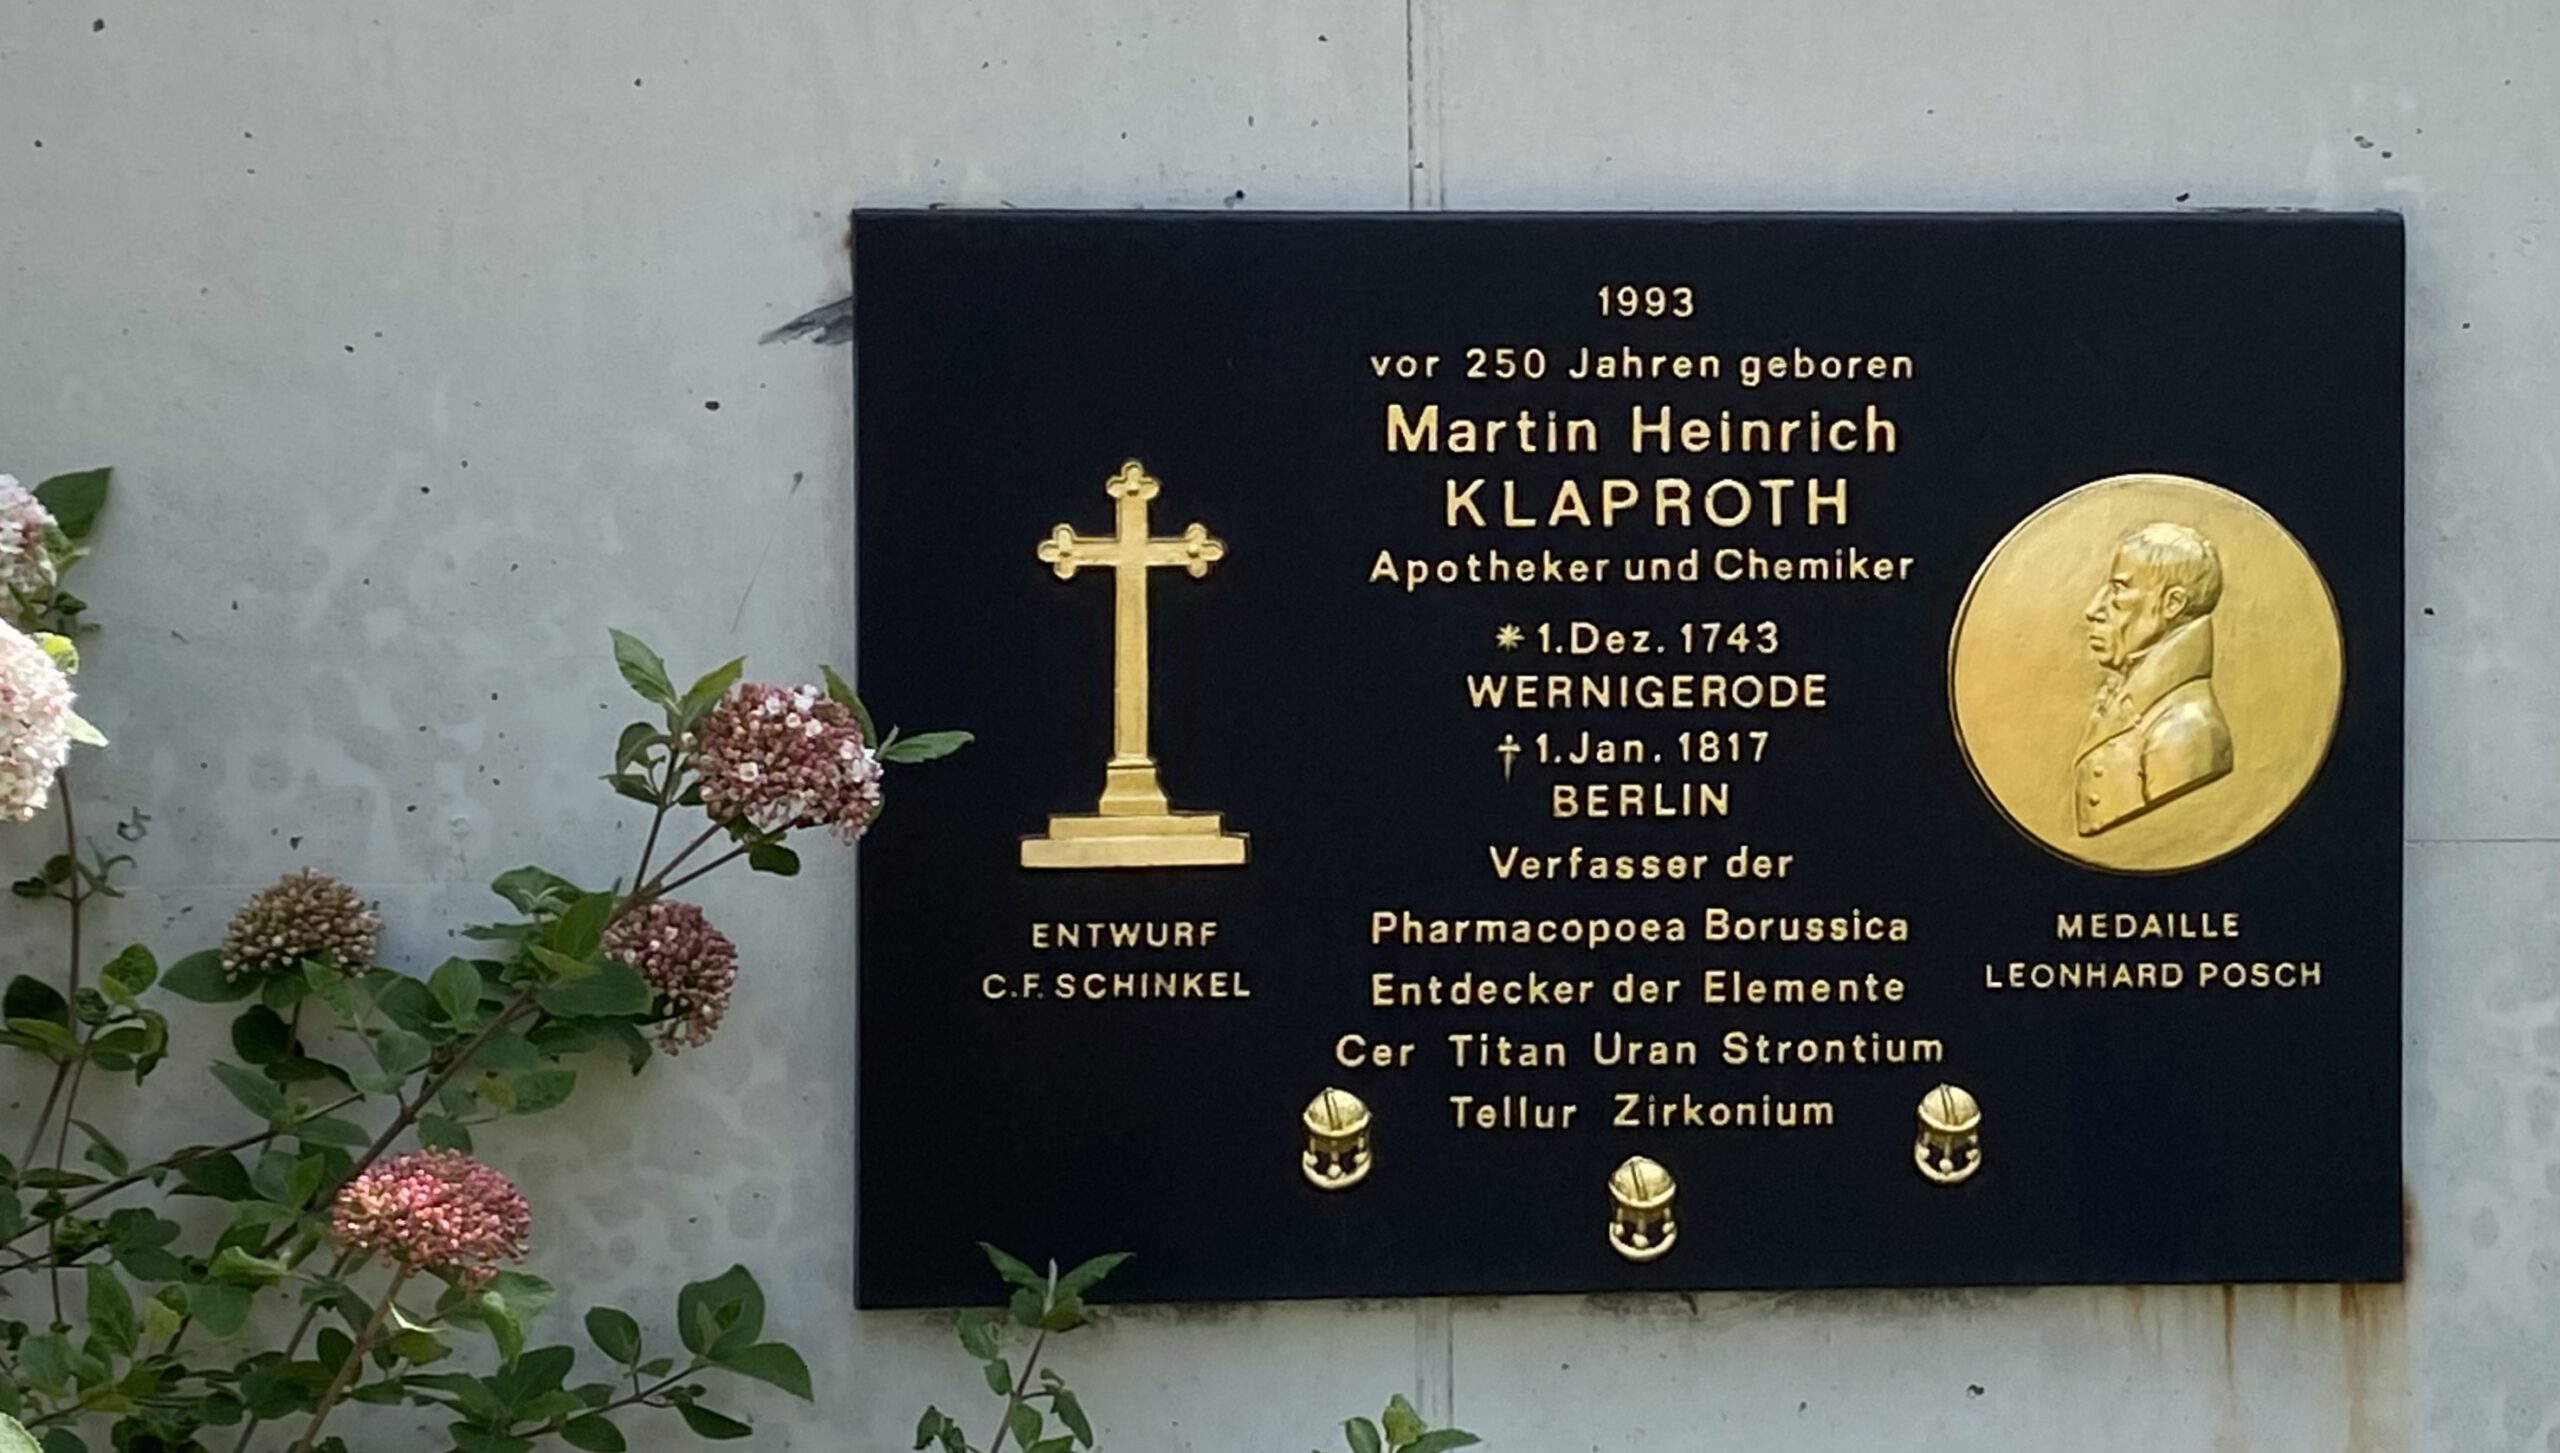 1993
vor 250 Jahren geboren
Martin Heinrich
KLAPROTH
Apotheker und Chemiker
* 1. Dez. 1743
WERNIGERODE
† 1. Jan. 1817
BERLIN
Verfasser der
Pharmacopoea Borussica
Entdecker der Elemente
Cer Titan Uran Strontium
Tellur Zirkonium
ENTWURF
C.F. SCHINKEL
MEDAILLE
LEONHARD POSCH